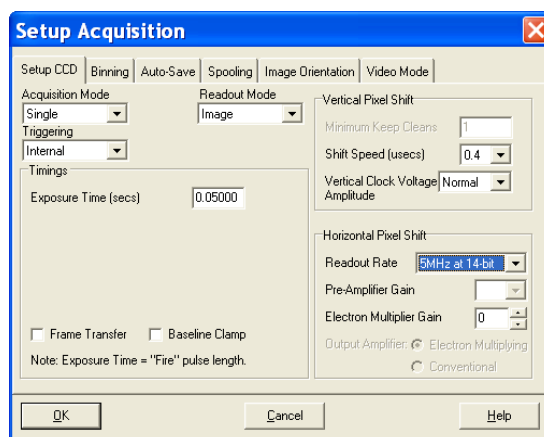 Setup Acquisition
Setup CCD Binning Auto-Save Spooling Image Orientation Video Mode
Acquisition Mode
Single
Readout Mode
Image
Triggering
Internal
Timings
Exposure Time (secs) 0.05000
Frame Transfer Baseline Clamp
Note: Exposure Time = "Fire" pulse length.
Vertical Pixel Shift
Minimum Keep Cleans 1
Shift Speed (usecs) 0.4
Vertical Clock Voltage Normal
Amplitude
Horizontal Pixel Shift
Readout Rate 5MHz at 14-bit
Pre-Amplifier Gain
Electron Multiplier Gain 0
Output Amplifier: Electron Multiplying
Conventional
OK Cancel Help